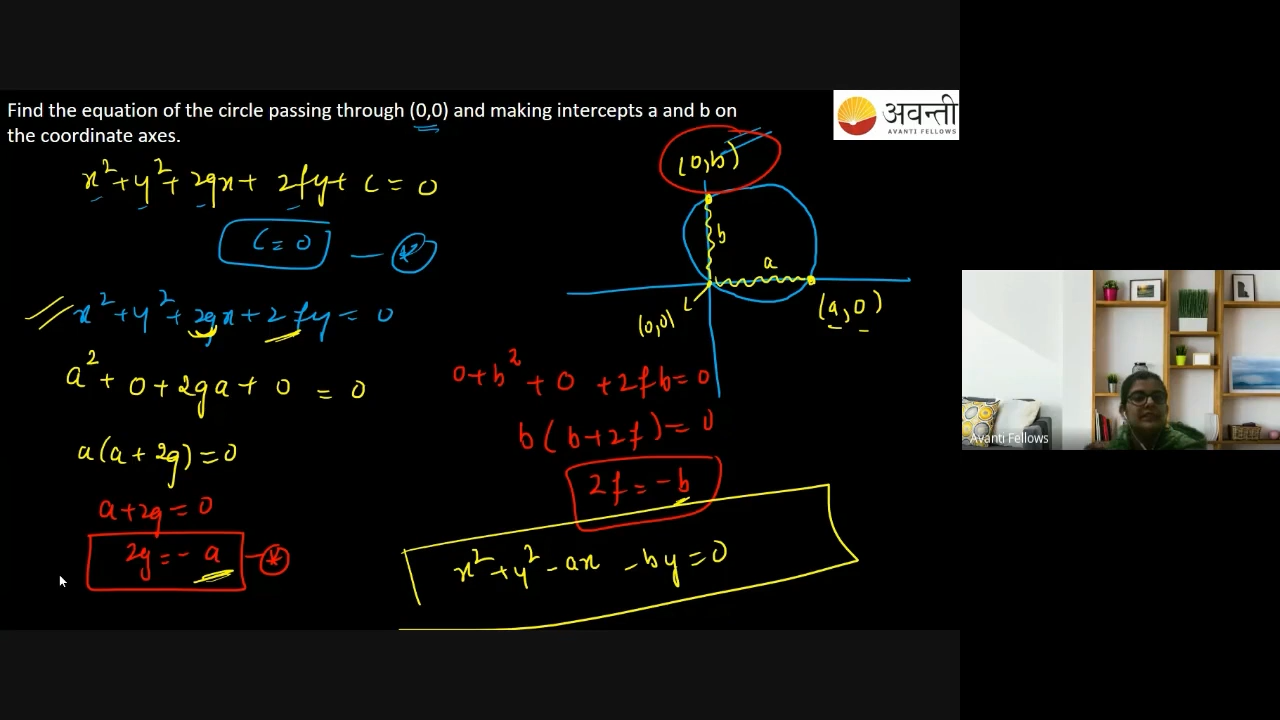 Find the equation of the circle passing through (0,0) and making intercepts a and b on
the coordinate axes.
अवन्ती
AVANTI FELLOWS
x² + y² + 2gx + 2fy + c = 0
c = 0 — *
x² + y² + 2gx + 2fy = 0
a² + 0 + 2ga + 0 = 0
a(a + 2g) = 0
a + 2g = 0
2g = - a *
(0,b)
b
a
(0,0)
(a,0)
0 + b² + 0 + 2fb = 0
b(b + 2f) = 0
2f = - b
x² + y² - ax - by = 0
Avanti Fellows